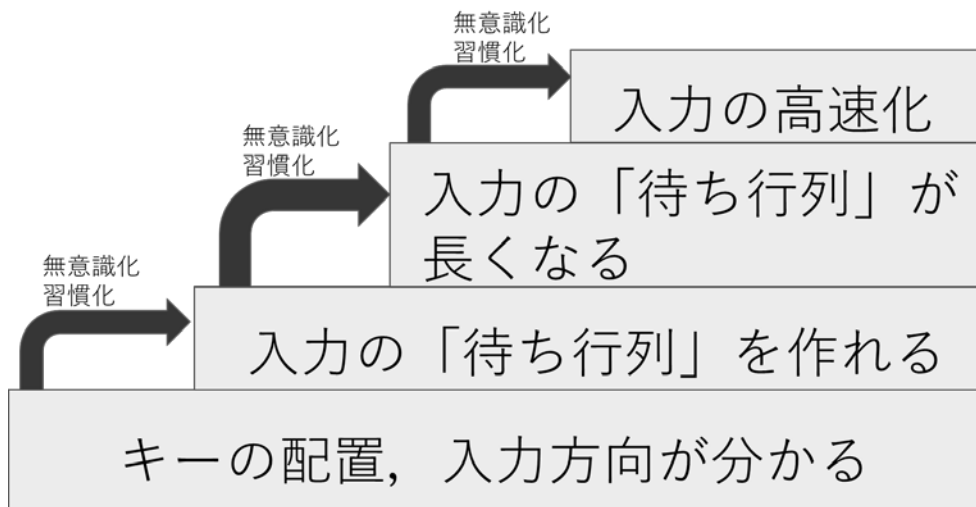 無意識化
習慣化
入力の高速化
無意識化
習慣化
入力の「待ち行列」が
長くなる
無意識化
習慣化
入力の「待ち行列」を作れる
キーの配置，入力方向が分かる